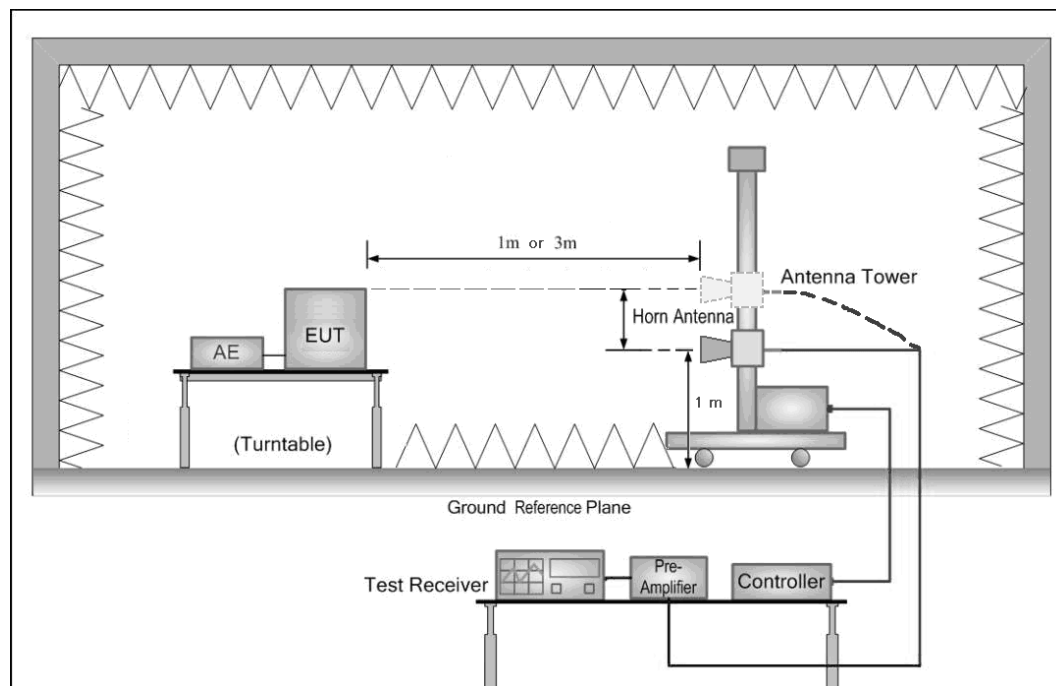 1m or 3m
Antenna Tower
Horn Antenna
EUT
AE
1 m
(Turntable)
Ground Reference Plane
Test Receiver
Pre-
Amplifier
Controller